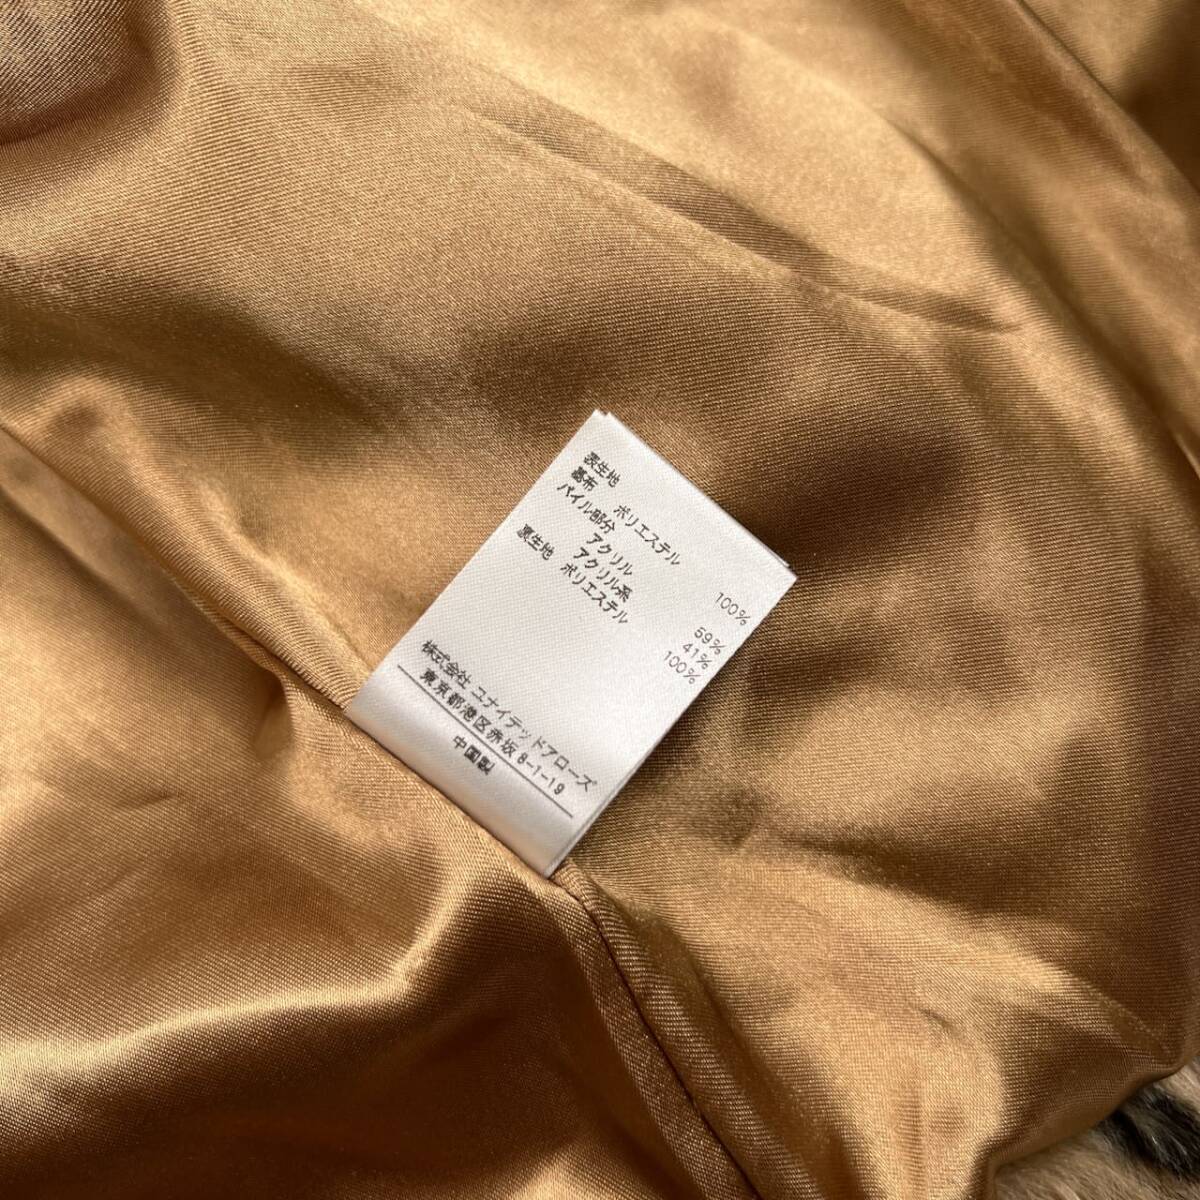 表生地
基布 ポリエステル 100%
パイル部分
アクリル 59%
アクリル系 41%
裏生地 ポリエステル 100%
株式会社 ユナイテッドアローズ
東京都港区赤坂 8-1-19
中国製